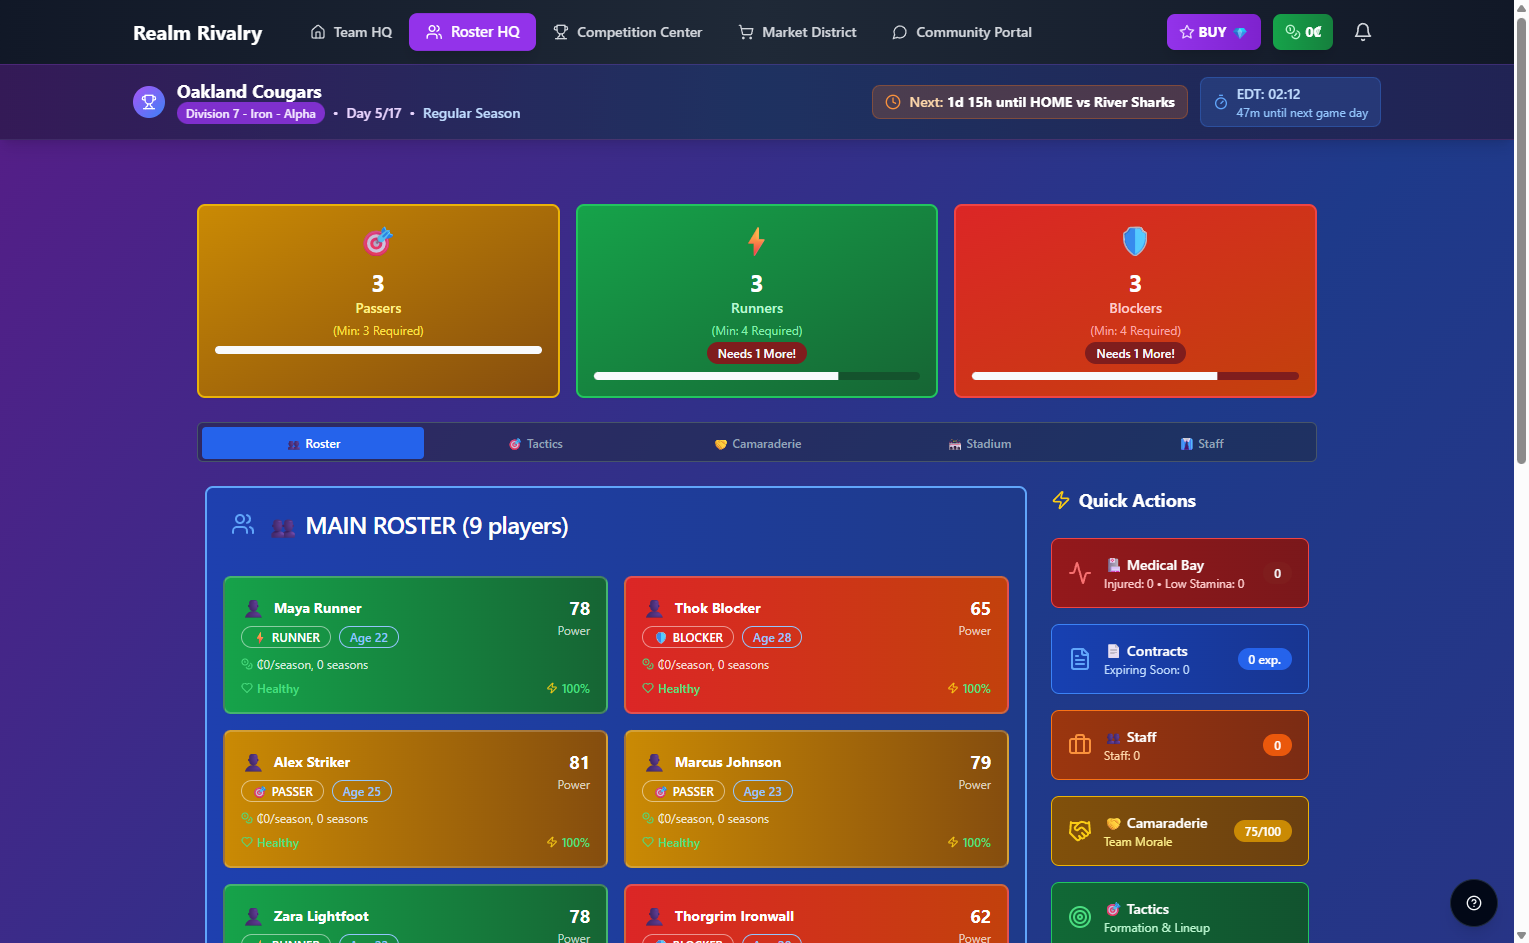 Realm Rivalry
Team HQ
Roster HQ
Competition Center
Market District
Community Portal
BUY
0₡
Oakland Cougars
Division 7 - Iron - Alpha • Day 5/17 • Regular Season
Next: 1d 15h until HOME vs River Sharks
EDT: 02:12
47m until next game day
3
Passers
(Min: 3 Required)
3
Runners
(Min: 4 Required)
Needs 1 More!
3
Blockers
(Min: 4 Required)
Needs 1 More!
Roster
Tactics
Camaraderie
Stadium
Staff
MAIN ROSTER (9 players)
Maya Runner
78
Power
RUNNER
Age 22
₡0/season, 0 seasons
Healthy
100%
Thok Blocker
65
Power
BLOCKER
Age 28
₡0/season, 0 seasons
Healthy
100%
Alex Striker
81
Power
PASSER
Age 25
₡0/season, 0 seasons
Healthy
100%
Marcus Johnson
79
Power
PASSER
Age 23
₡0/season, 0 seasons
Healthy
100%
Zara Lightfoot
78
Power
RUNNER
Thorgrim Ironwall
62
Power
BLOCKER
Quick Actions
Medical Bay
Injured: 0 • Low Stamina: 0
0
Contracts
Expiring Soon: 0
0 exp.
Staff
Staff: 0
0
Camaraderie
Team Morale
75/100
Tactics
Formation & Lineup